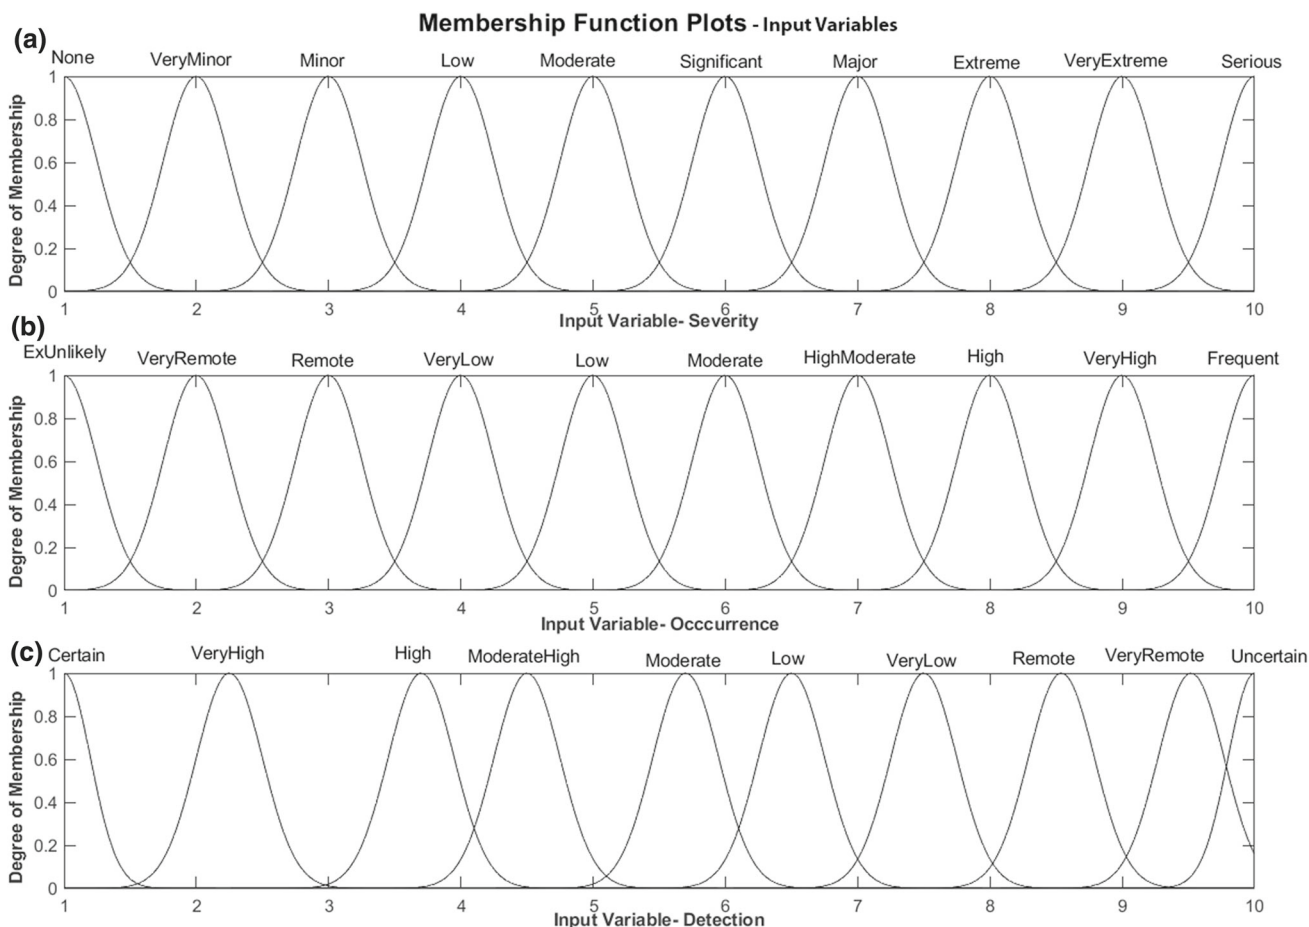 Membership Function Plots - Input Variables
(a)
None VeryMinor Minor Low Moderate Significant Major Extreme VeryExtreme Serious
1
0.8
0.6
0.4
0.2
0
Degree of Membership
1 2 3 4 5 6 7 8 9 10
Input Variable- Severity
(b)
ExUnlikely VeryRemote Remote VeryLow Low Moderate HighModerate High VeryHigh Frequent
1
0.8
0.6
0.4
0.2
0
Degree of Membership
1 2 3 4 5 6 7 8 9 10
Input Variable- Occcurrence
(c)
Certain VeryHigh High ModerateHigh Moderate Low VeryLow Remote VeryRemote Uncertain
1
0.8
0.6
0.4
0.2
0
Degree of Membership
1 2 3 4 5 6 7 8 9 10
Input Variable- Detection